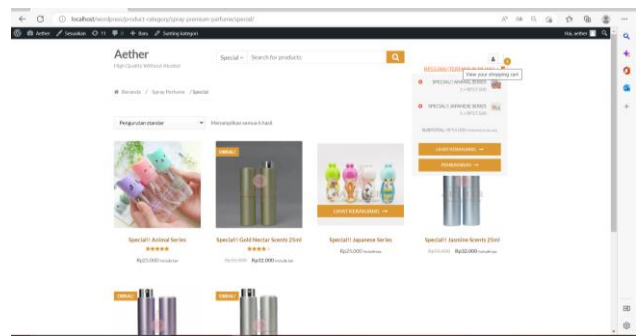 localhost/wordpress/product-category/spray-premium-parfume/special/
Aether
Sesuaikan
11
0
+ Baru
Sunting kategori
Hai, aether
Aether
High Quality Without Alcohol
Special
Search for products
View your shopping cart
Beranda / Spray Perfume / Special
SPECIAL!! ANIMAL SERIES
SPECIAL!! JAPANESE SERIES
LIHAT KERANJANG →
PEMBAYARAN →
Pengurutan standar
Menampilkan semua 6 hasil
OBRAL!
LIHAT KERANJANG →
Special!! Animal Series
Rp25.000
Special!! Gold Nectar Scents 25ml
Rp32.000
Special!! Japanese Series
Rp25.000
Special!! Jasmine Scents 25ml
Rp32.000
OBRAL!
OBRAL!